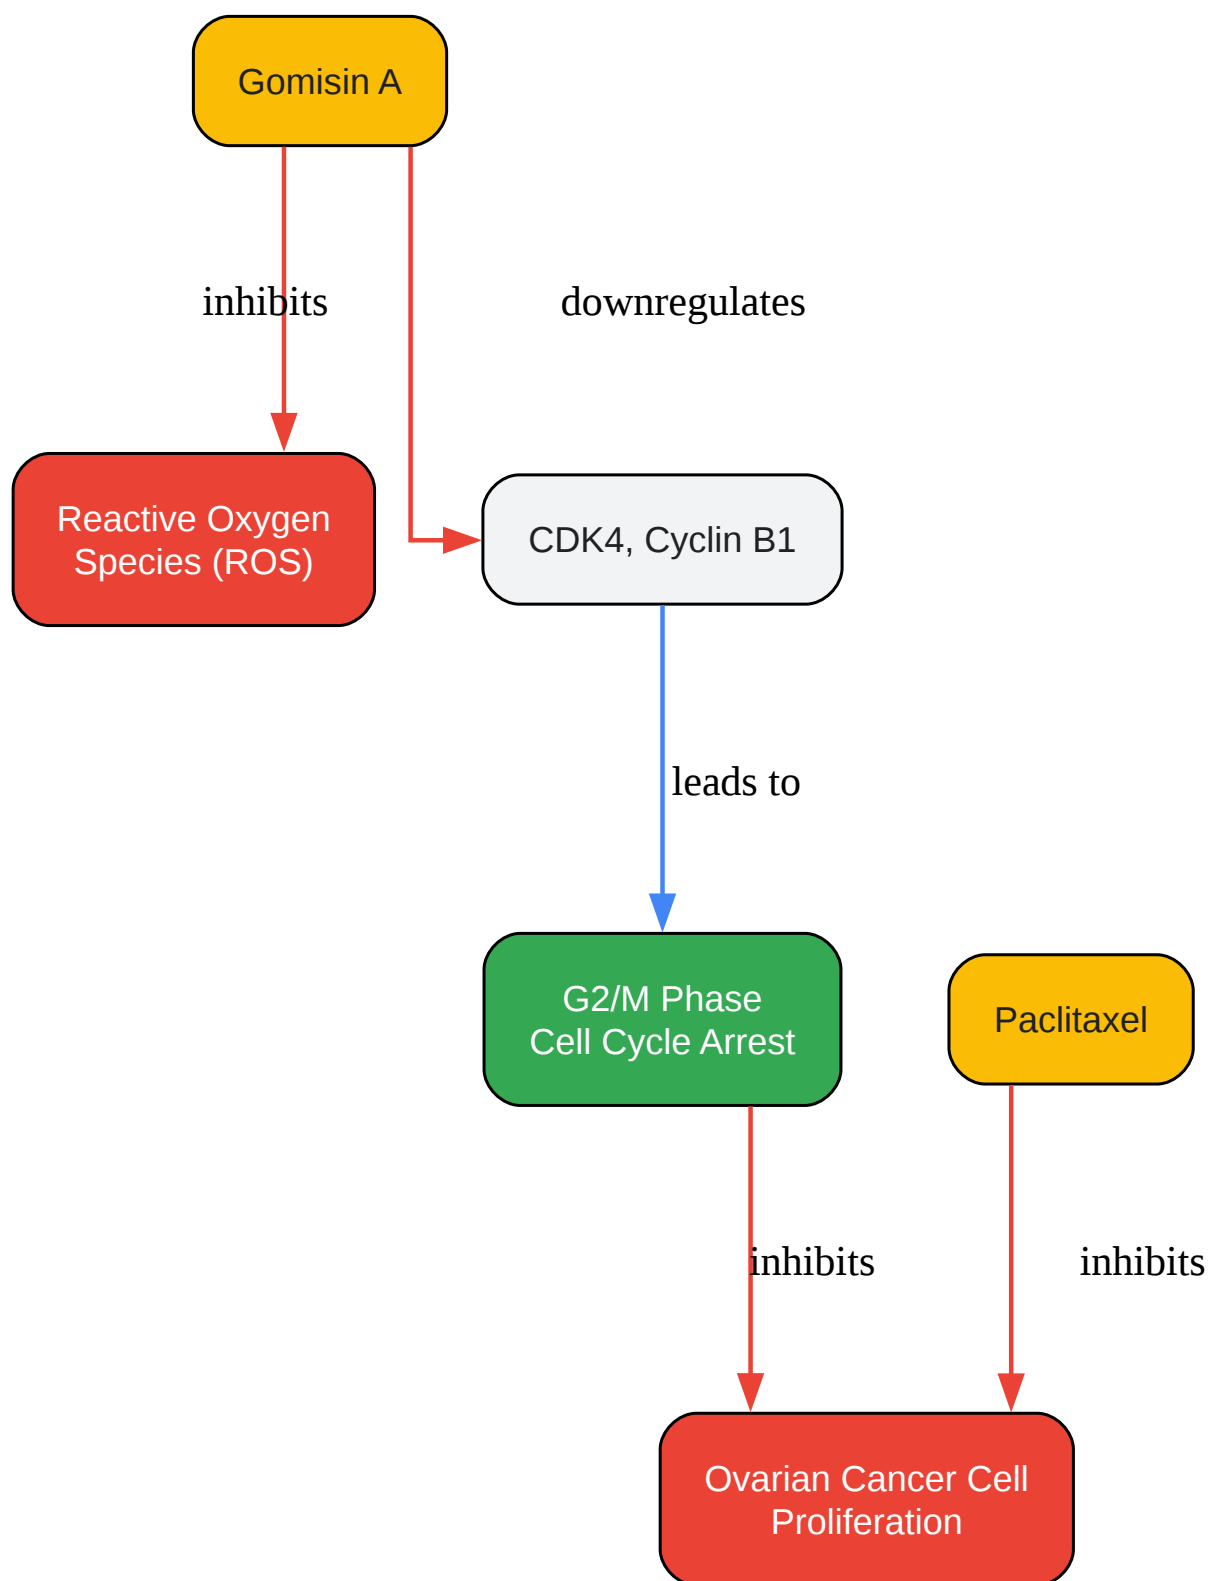 Gomisin A
inhibits
downregulates
Reactive Oxygen
Species (ROS)
CDK4, Cyclin B1
leads to
G2/M Phase
Cell Cycle Arrest
Paclitaxel
inhibits
inhibits
Ovarian Cancer Cell
Proliferation